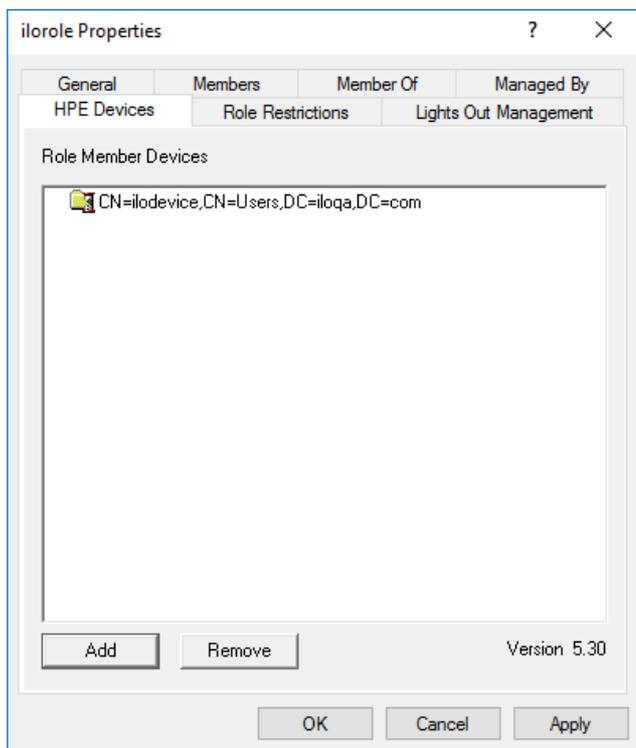 ilorole Properties ?
General Members Member Of Managed By
HPE Devices Role Restrictions Lights Out Management
Role Member Devices
CN=ilodevice,CN=Users,DC=iloqa,DC=com
Add Remove Version 5.30
OK Cancel Apply